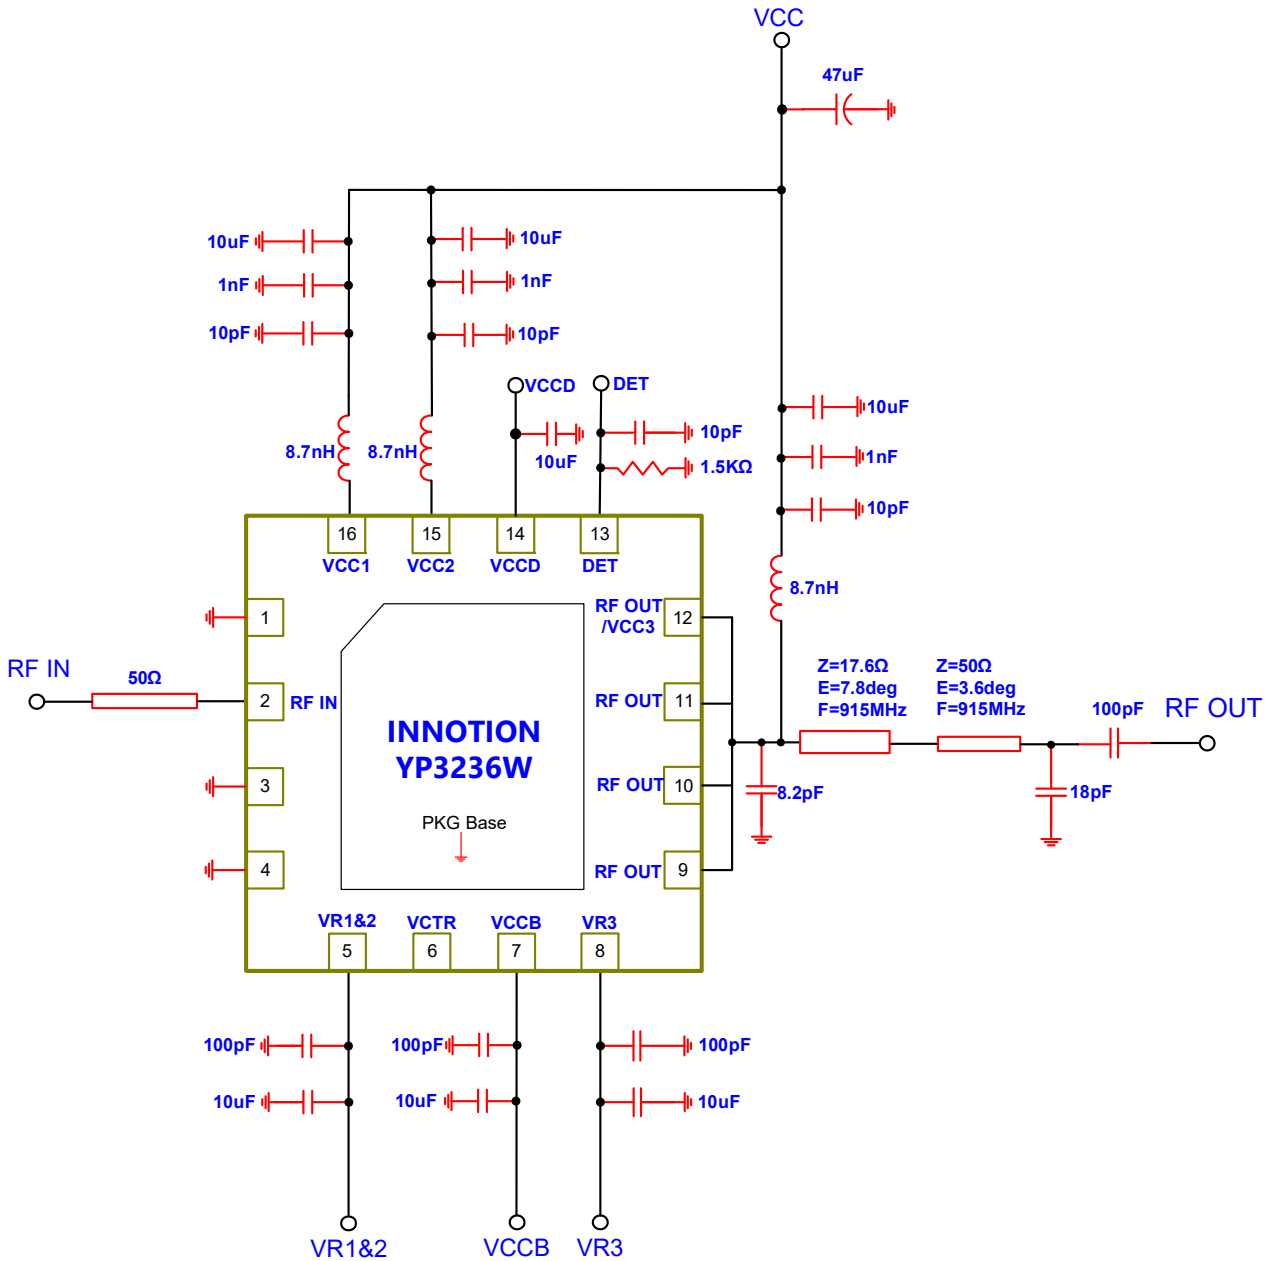 VCC
47uF
10uF
10uF
1nF
1nF
10pF
10pF
VCCD
DET
10uF
10pF
8.7nH
8.7nH
10uF
1.5KΩ
1nF
10pF
16
15
14
13
VCC1
VCC2
VCCD
DET
8.7nH
1
RF OUT
/VCC3
12
RF IN
50Ω
2
RF IN
RF OUT
11
Z=17.6Ω
E=7.8deg
F=915MHz
Z=50Ω
E=3.6deg
F=915MHz
100pF
RF OUT
INNOTION
YP3236W
3
RF OUT
10
8.2pF
18pF
PKG Base
4
RF OUT
9
VR1&2
VCTR
VCCB
VR3
5
6
7
8
100pF
100pF
100pF
10uF
10uF
10uF
VR1&2
VCCB
VR3